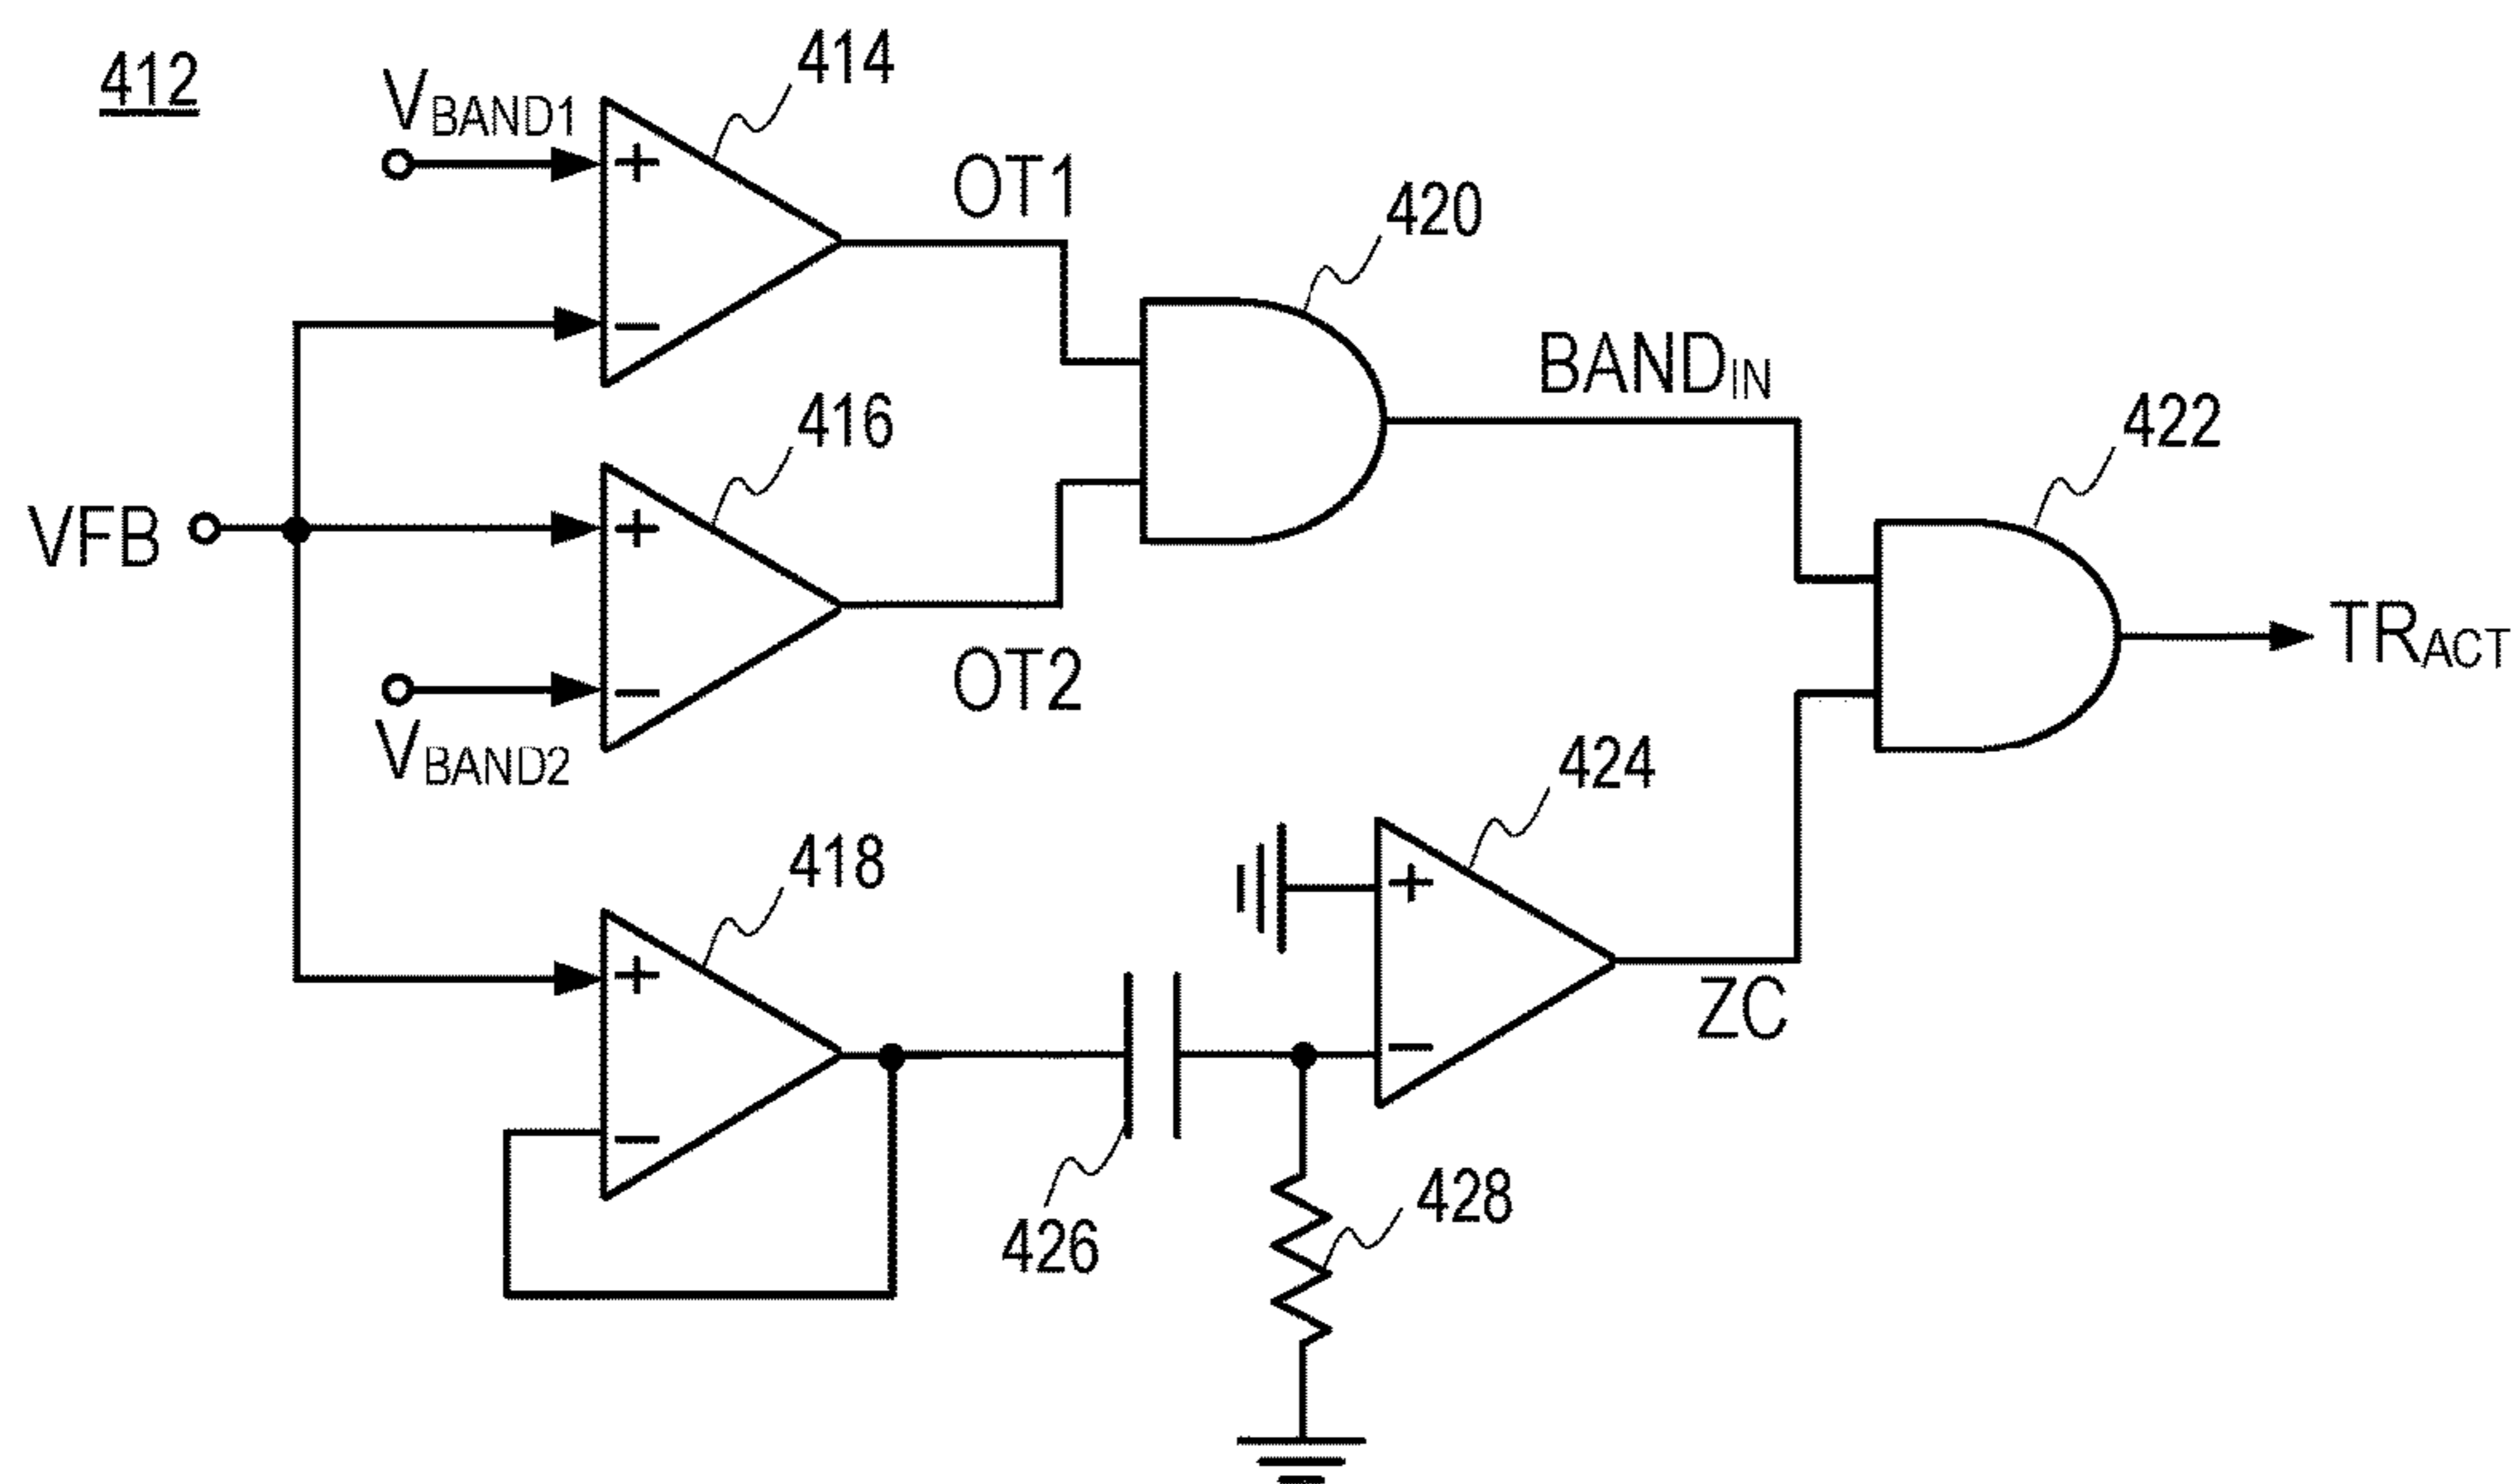 412
VBAND1
414
+
−
OT1
420
416
BANDIN
422
VFB
+
−
OT2
VBAND2
TRACT
424
418
+
−
+
−
ZC
426
428